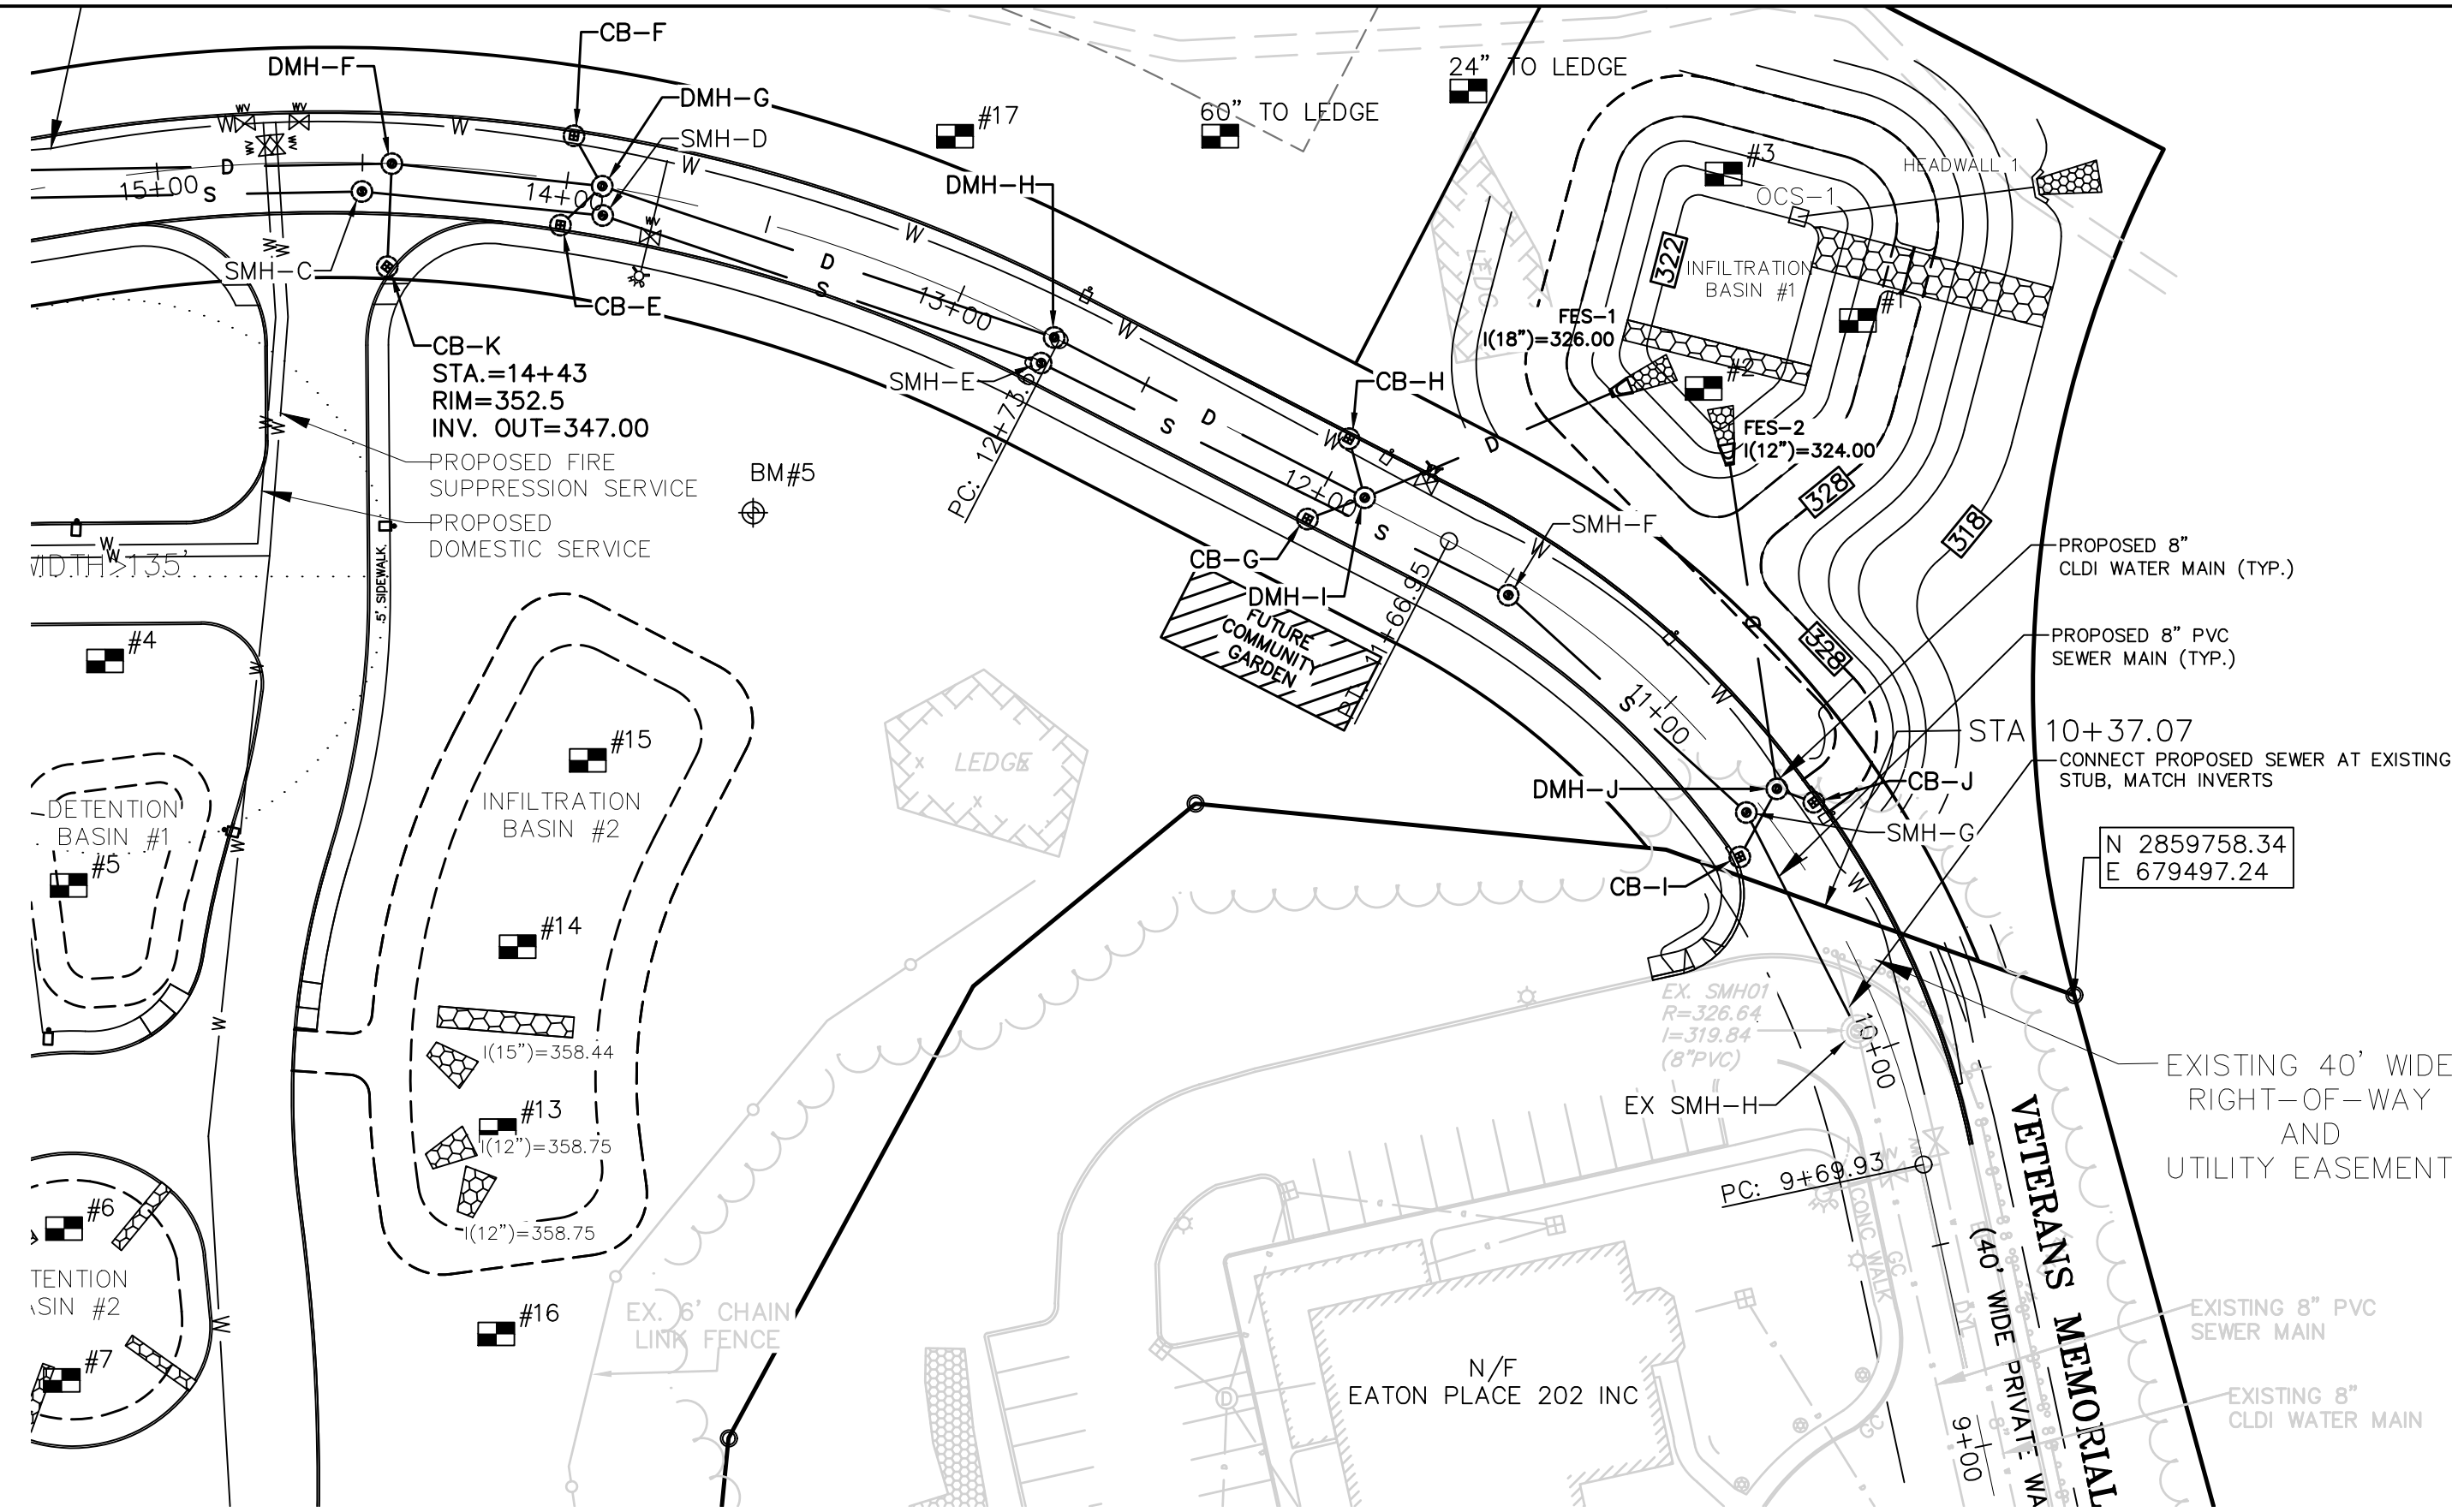 CB-F
DMH-F
DMH-G
SMH-D
#17
60" TO LEDGE
24" TO LEDGE
DMH-H
#3
HEADWALL 1
OCS-1
322
INFILTRATION
BASIN #1
#1
15+00
D
S
14+00
W
WV
SMH-C
CB-E
CB-K
STA.=14+43
RIM=352.5
INV. OUT=347.00
PROPOSED FIRE
SUPPRESSION SERVICE
PROPOSED
DOMESTIC SERVICE
BM#5
13+00
SMH-E
FES-1
I(18")=326.00
#2
FES-2
I(12")=324.00
328
318
CB-H
12+00
SMH-F
CB-G
DMH-I
FUTURE
COMMUNITY
GARDEN
PROPOSED 8"
CLDI WATER MAIN (TYP.)
PROPOSED 8" PVC
SEWER MAIN (TYP.)
328
STA 10+37.07
CONNECT PROPOSED SEWER AT EXISTING
STUB, MATCH INVERTS
11+00
WIDTH>135'
5' SIDEWALK
#4
#15
INFILTRATION
BASIN #2
LEDGE
DETENTION
BASIN #1
#5
DMH-J
CB-J
SMH-G
CB-I
N 2859758.34
E 679497.24
#14
I(15")=358.44
#13
I(12")=358.75
I(12")=358.75
EX. SMH01
R=326.64
I=319.84
(8"PVC)
10+00
EX SMH-H
EXISTING 40' WIDE
RIGHT-OF-WAY
AND
UTILITY EASEMENT
PC: 9+69.93
CONC WALK
GC
#6
#16
#7
EX. 6' CHAIN
LINK FENCE
N/F
EATON PLACE 202 INC
VETERANS MEMORIAL
(40' WIDE PRIVATE WA
9+00
EXISTING 8" PVC
SEWER MAIN
EXISTING 8"
CLDI WATER MAIN